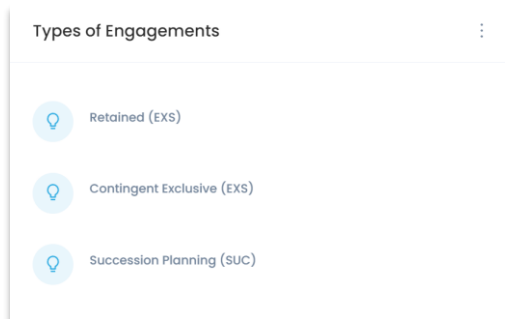 Types of Engagements
Retained (EXS)
Contingent Exclusive (EXS)
Succession Planning (SUC)